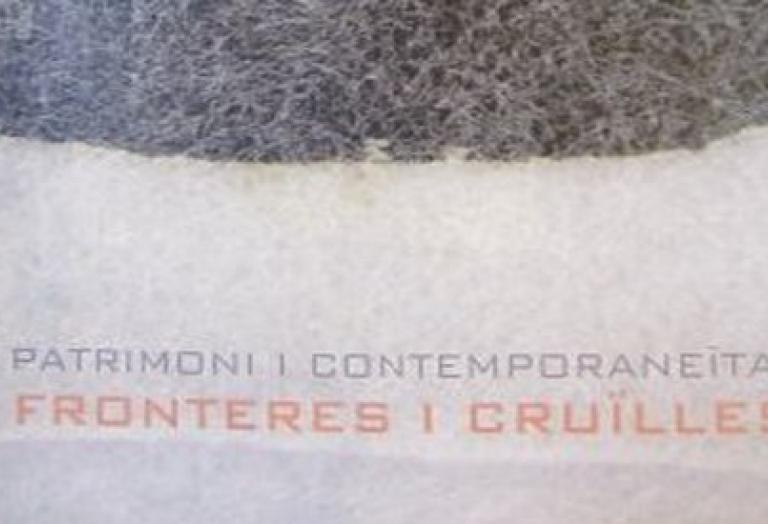 PATRIMONI I CONTEMPORANEÏTA
FRONTERES I CRUÏLLES